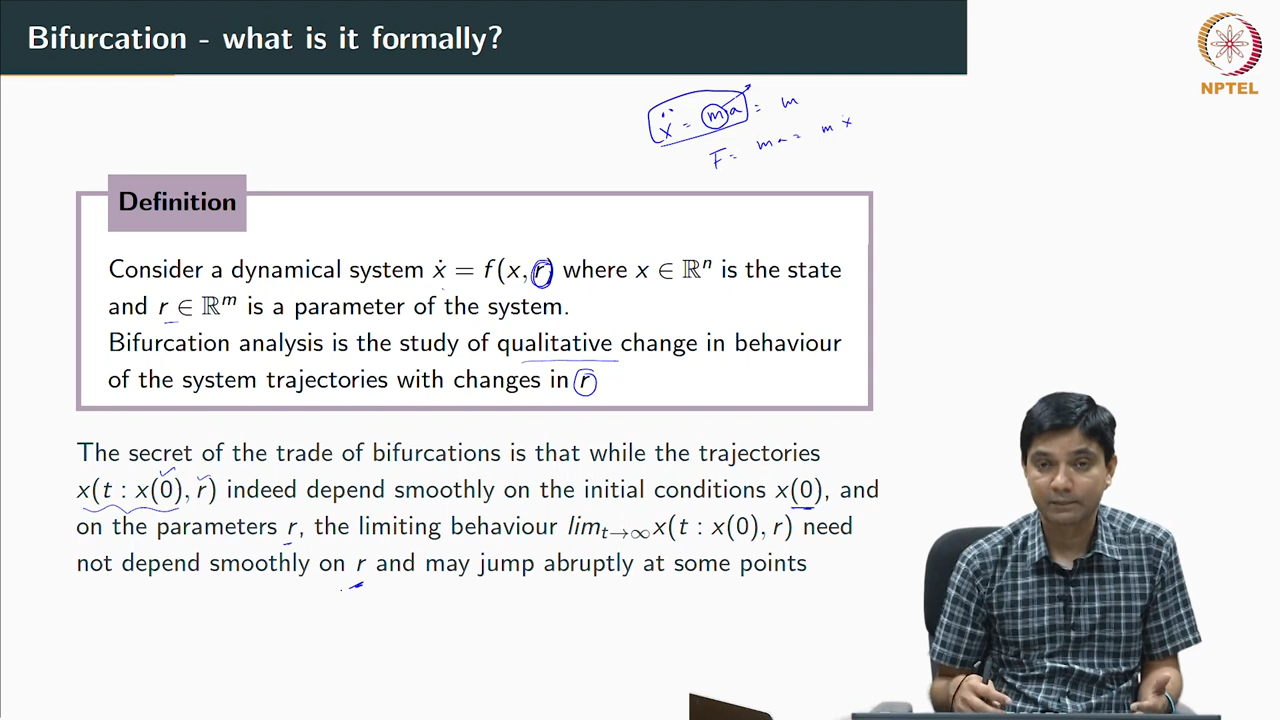 Bifurcation - what is it formally?
NPTEL
ẍ = ma = m
F = ma = mẍ
Definition
Consider a dynamical system ẋ = f(x, r) where x ∈ ℝⁿ is the state
and r ∈ ℝᵐ is a parameter of the system.
Bifurcation analysis is the study of qualitative change in behaviour
of the system trajectories with changes in r
The secret of the trade of bifurcations is that while the trajectories
x(t : x(0), r) indeed depend smoothly on the initial conditions x(0), and
on the parameters r, the limiting behaviour lim_{t→∞}x(t : x(0), r) need
not depend smoothly on r and may jump abruptly at some points